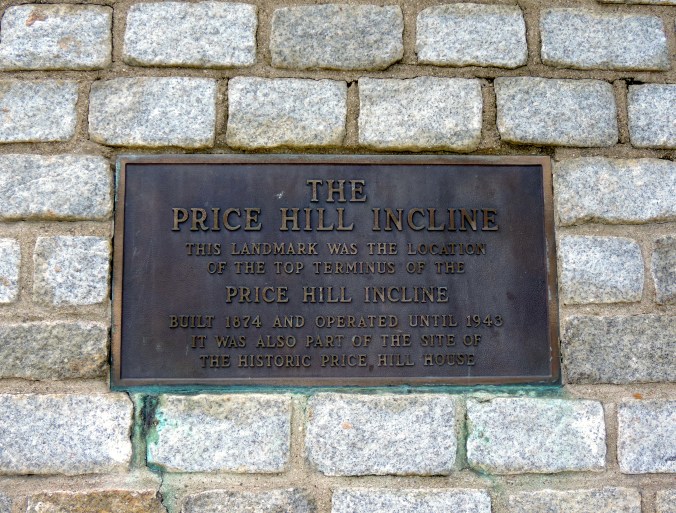 THE
PRICE HILL INCLINE
THIS LANDMARK WAS THE LOCATION
OF THE TOP TERMINUS OF THE
PRICE HILL INCLINE
BUILT 1874 AND OPERATED UNTIL 1943
IT WAS ALSO PART OF THE SITE OF
THE HISTORIC PRICE HILL HOUSE